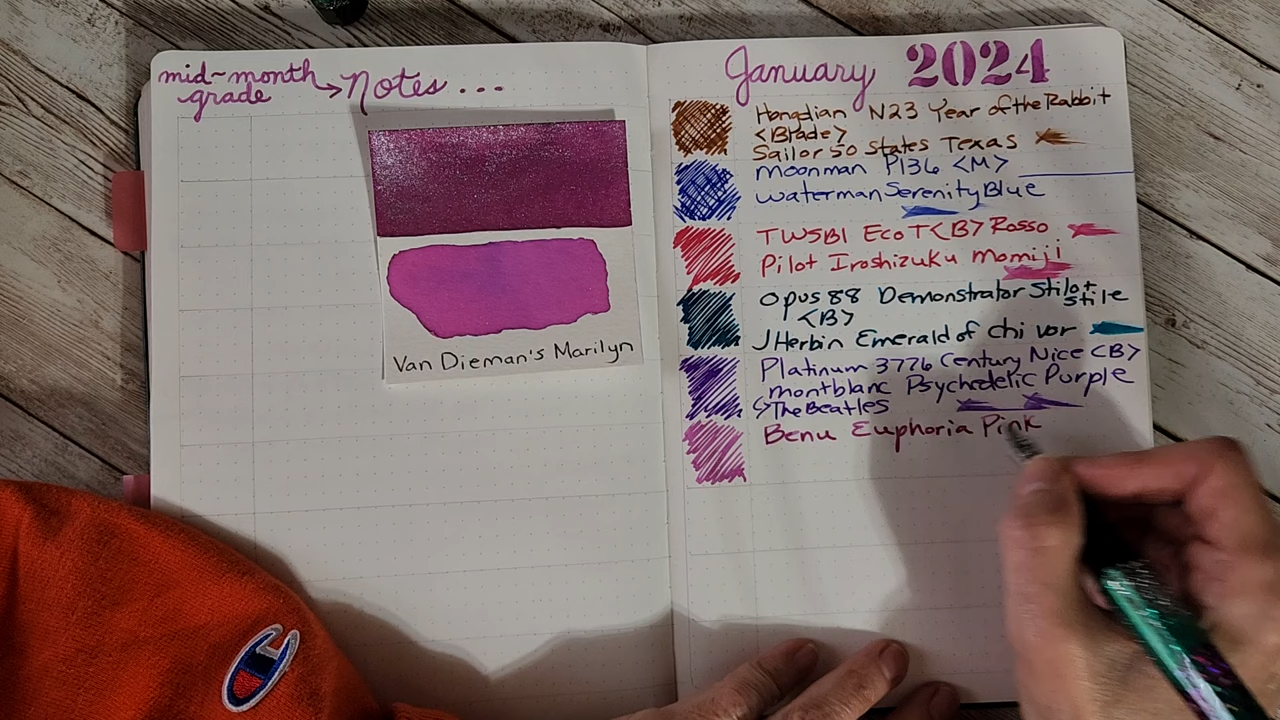 mid~month
grade → Notes ...
Van Dieman's Marilyn
January 2024
Hongdian N23 Year of the Rabbit
<Blade>
Sailor 50 States Texas
Moonman P136 <M>
Waterman Serenity Blue
TWSBI Eco T <B> Rosso
Pilot Iroshizuku Momiji
Opus 88 Demonstrator Stilo+
stile
<B>
J Herbin Emerald of Chivor
Platinum 3776 Century Nice <B>
montblanc Psychedelic Purple
↳The Beatles
Benu Euphoria Pink